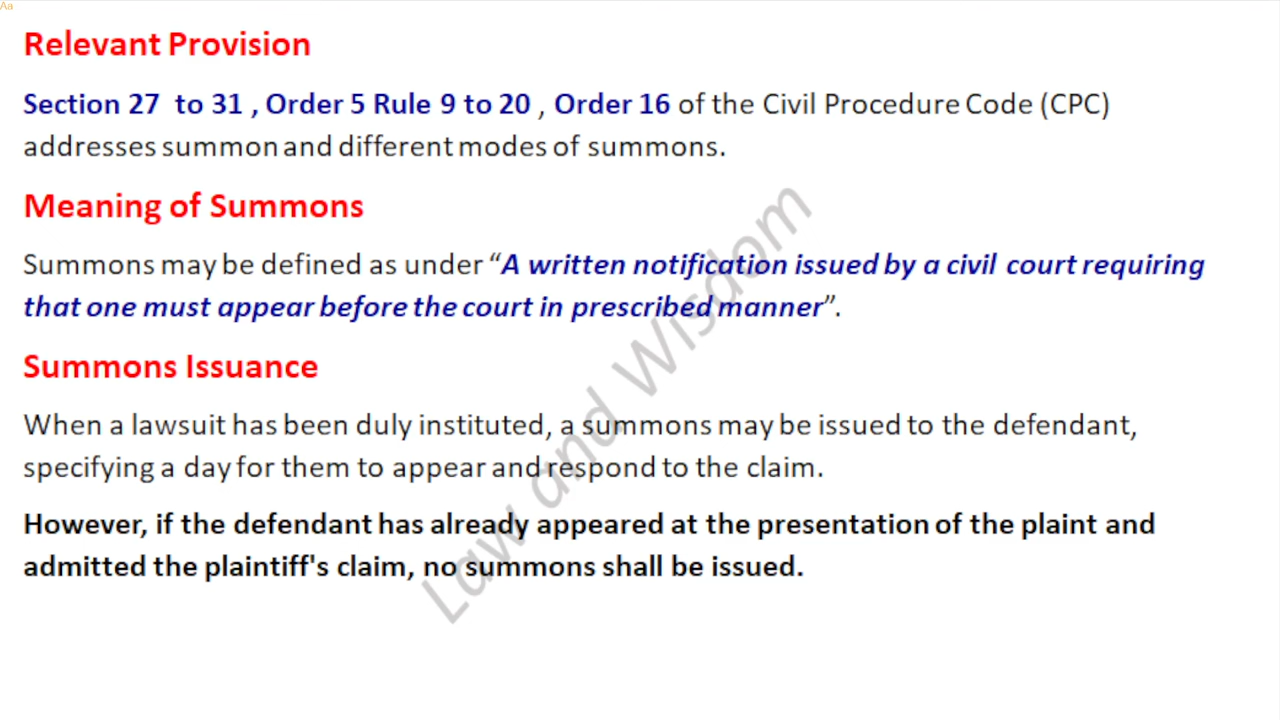 Aa
Relevant Provision
Section 27 to 31 , Order 5 Rule 9 to 20 , Order 16 of the Civil Procedure Code (CPC)
addresses summon and different modes of summons.
Meaning of Summons
Summons may be defined as under “A written notification issued by a civil court requiring
that one must appear before the court in prescribed manner”.
Summons Issuance
When a lawsuit has been duly instituted, a summons may be issued to the defendant,
specifying a day for them to appear and respond to the claim.
However, if the defendant has already appeared at the presentation of the plaint and
admitted the plaintiff's claim, no summons shall be issued.
Law and Wisdom